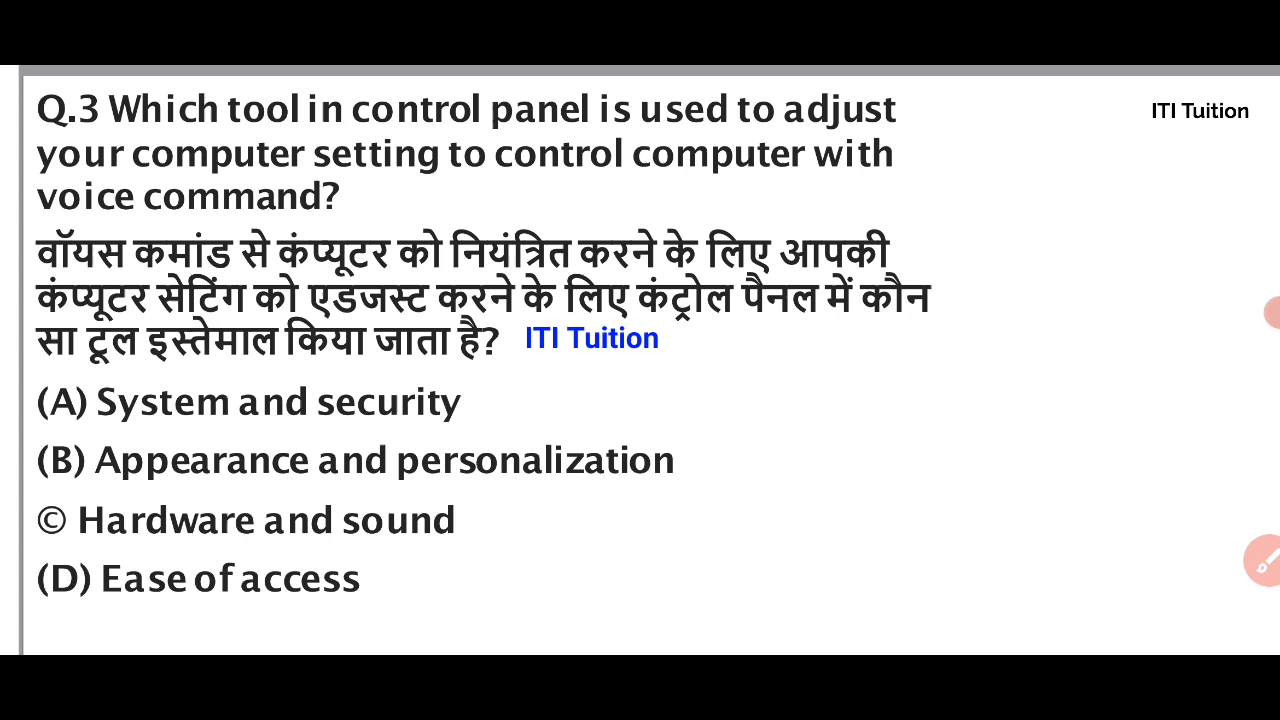 Q.3 Which tool in control panel is used to adjust
ITI Tuition
your computer setting to control computer with
voice command?
वॉयस कमांड से कंप्यूटर को नियंत्रित करने के लिए आपकी
कंप्यूटर सेटिंग को एडजस्ट करने के लिए कंट्रोल पैनल में कौन
सा टूल इस्तेमाल किया जाता है? ITI Tuition
(A) System and security
(B) Appearance and personalization
© Hardware and sound
(D) Ease of access